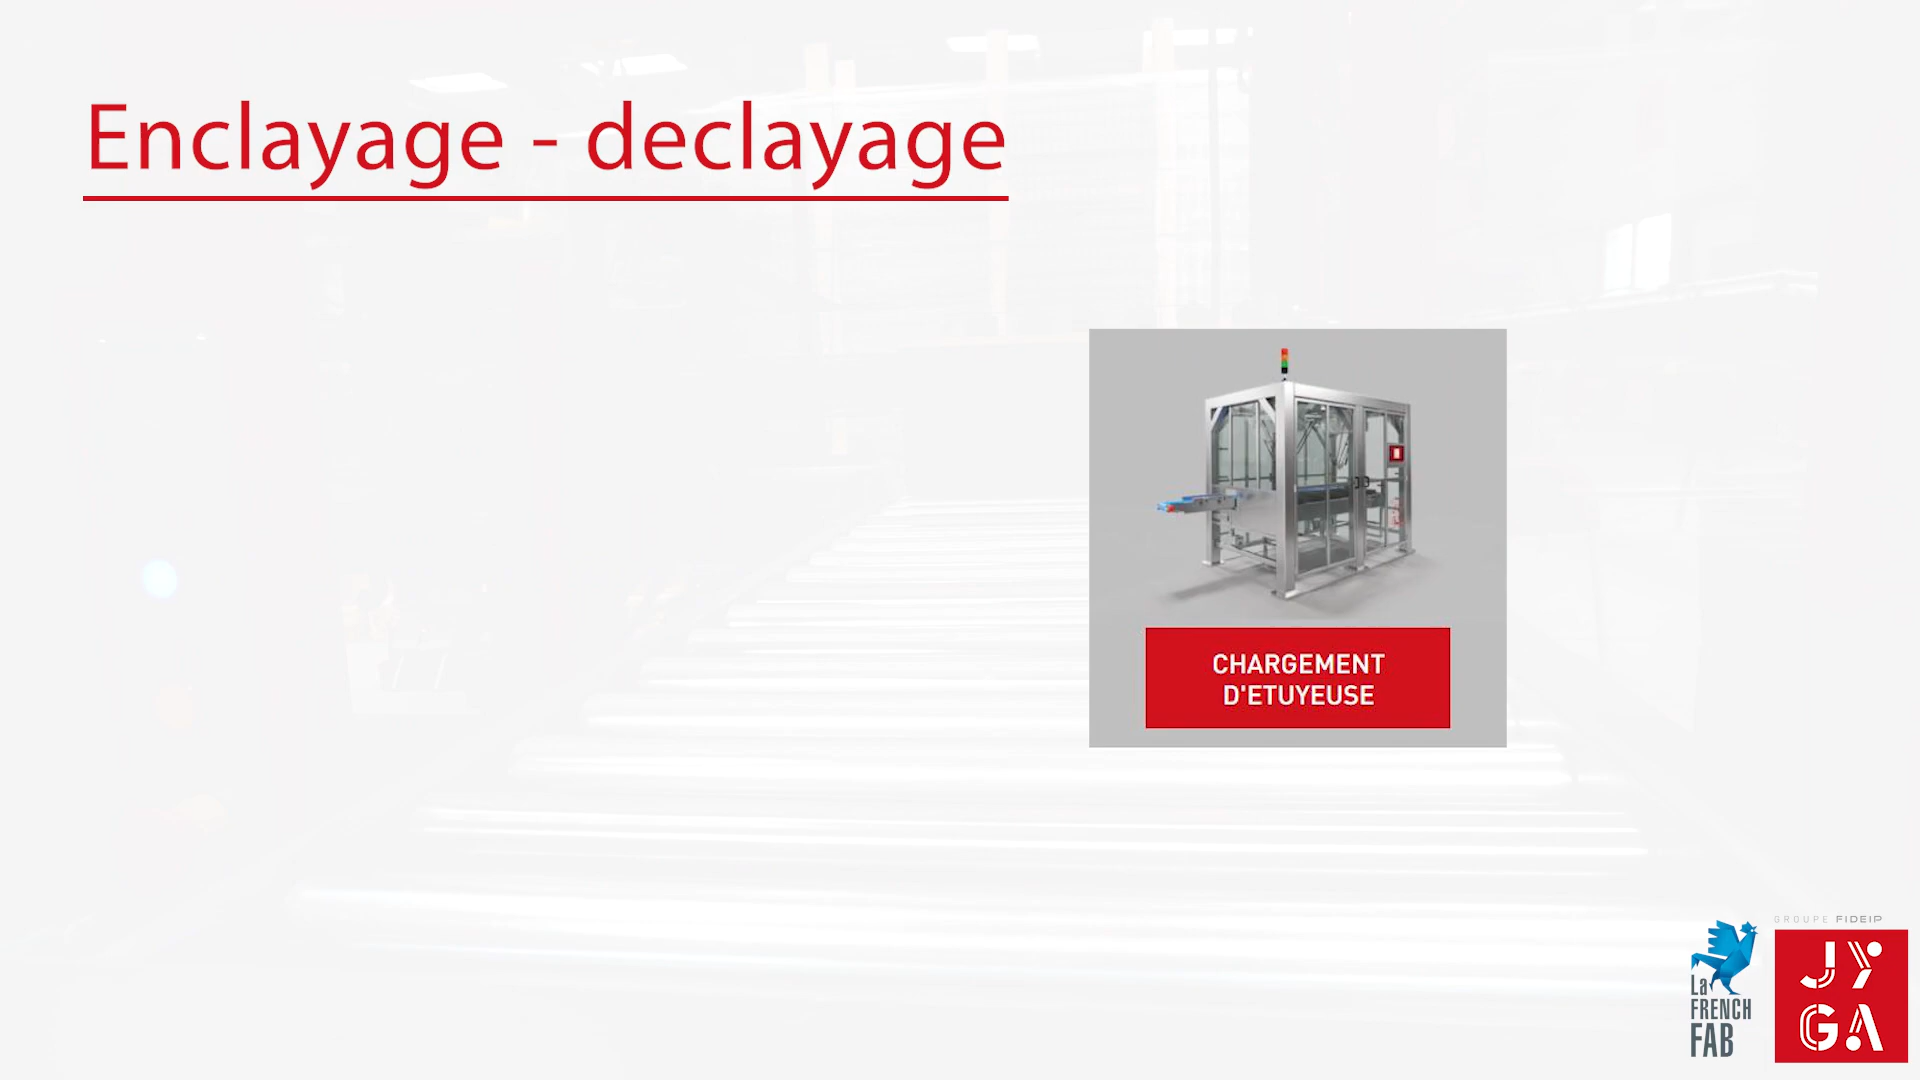 Enclayage - declayage
CHARGEMENT
D'ETUYEUSE
GROUPE FIDEIP
La
FRENCH
FAB
JY
GA